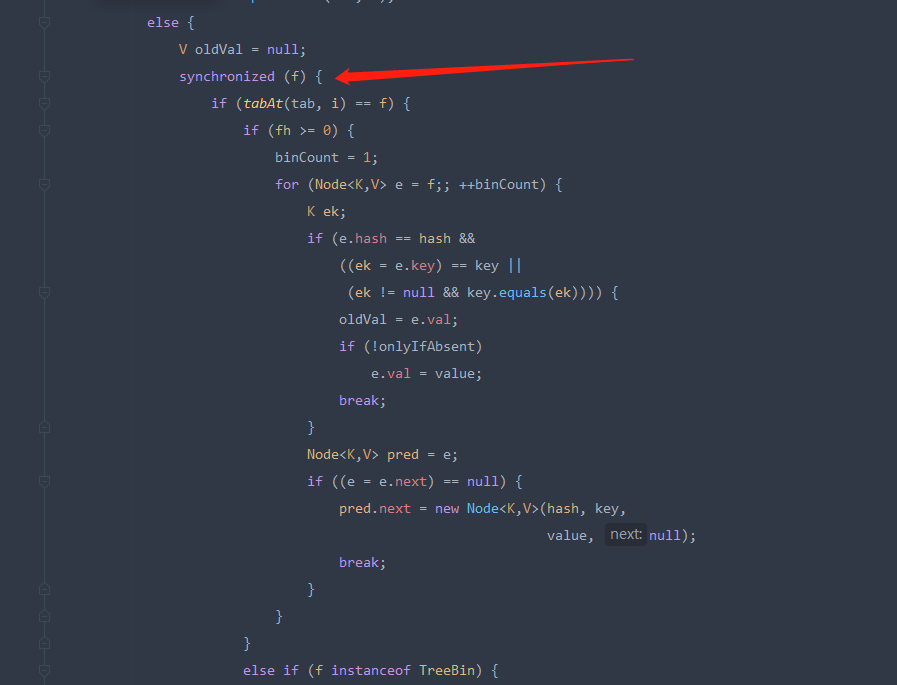 else {
V oldVal = null;
synchronized (f) {
if (tabAt(tab, i) == f) {
if (fh >= 0) {
binCount = 1;
for (Node<K,V> e = f;; ++binCount) {
K ek;
if (e.hash == hash &&
((ek = e.key) == key ||
(ek != null && key.equals(ek)))) {
oldVal = e.val;
if (!onlyIfAbsent)
e.val = value;
break;
}
Node<K,V> pred = e;
if ((e = e.next) == null) {
pred.next = new Node<K,V>(hash, key,
value, next: null);
break;
}
}
}
else if (f instanceof TreeBin) {